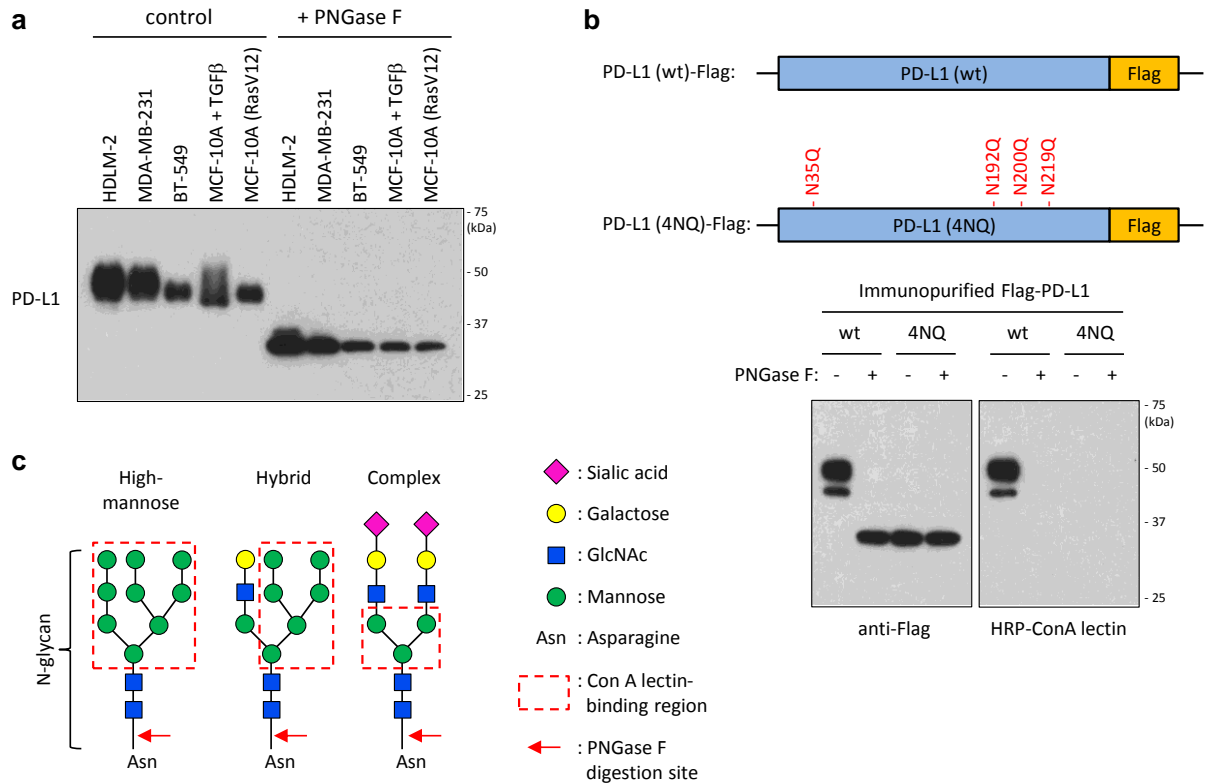 a
control
+ PNGase F
HDLM-2
MDA-MB-231
BT-549
MCF-10A + TGFβ
MCF-10A (RasV12)
HDLM-2
MDA-MB-231
BT-549
MCF-10A + TGFβ
MCF-10A (RasV12)
- 75
(kDa)
- 50
- 37
- 25
PD-L1
b
PD-L1 (wt)-Flag:
PD-L1 (wt)
Flag
N35Q
N192Q
N200Q
N219Q
PD-L1 (4NQ)-Flag:
PD-L1 (4NQ)
Flag
Immunopurified Flag-PD-L1
wt 4NQ wt 4NQ
PNGase F: - + - + - + - +
- 75
(kDa)
- 50
- 37
- 25
anti-Flag
HRP-ConA lectin
c
High-
mannose
Hybrid
Complex
N-glycan
Asn
Asn
Asn
: Sialic acid
: Galactose
: GlcNAc
: Mannose
Asn : Asparagine
: Con A lectin-
binding region
: PNGase F
digestion site